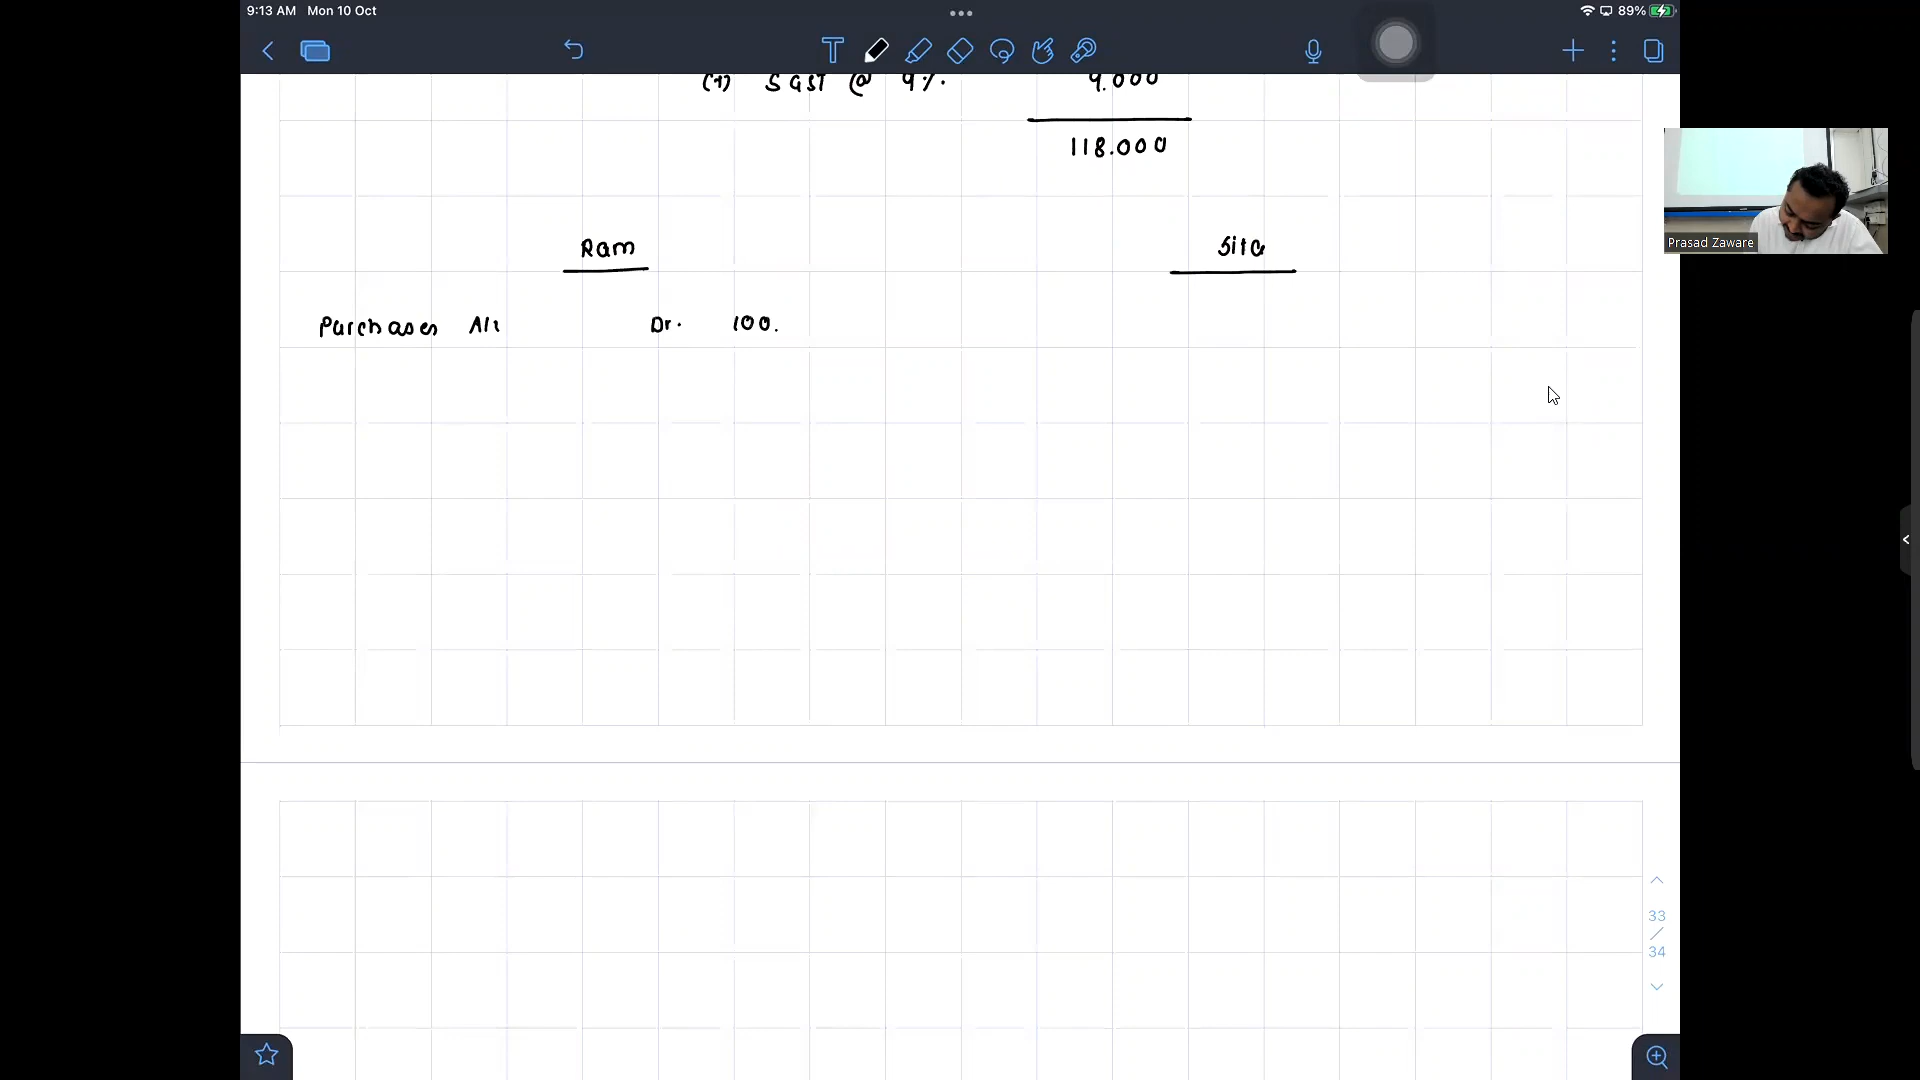 9:13 AM Mon 10 Oct
89%
(+) SGST @ 9%. 9.000
118.000
Ram Sita
Purchases A/c Dr. 100.
Prasad Zaware
33
34